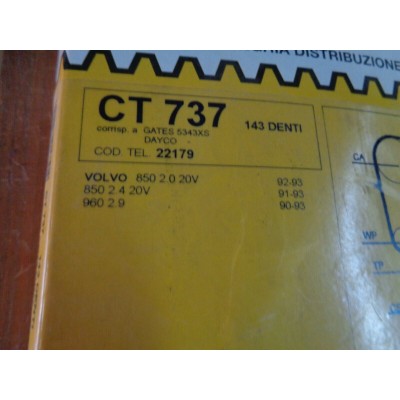 DISTRIBUZIONE
CT 737
143 DENTI
corrisp. a GATES 5343XS
DAYCO -
COD. TEL. 22179
VOLVO 850 2.0 20V 92-93
850 2.4 20V 91-93
960 2.9 90-93
CA
WP
TP